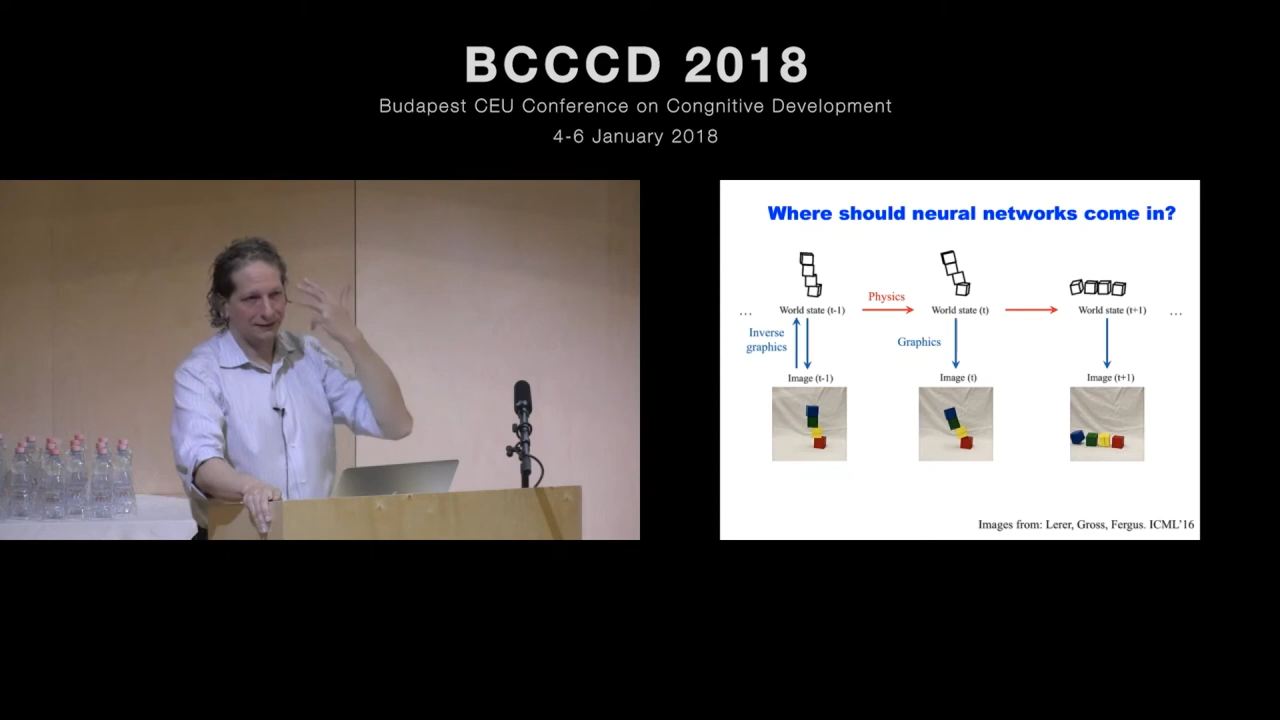 BCCCD 2018
Budapest CEU Conference on Congnitive Development
4-6 January 2018
Where should neural networks come in?
Physics
... World state (t-1) World state (t) World state (t+1) ...
Inverse
graphics
Graphics
Image (t-1) Image (t) Image (t+1)
Images from: Lerer, Gross, Fergus. ICML'16